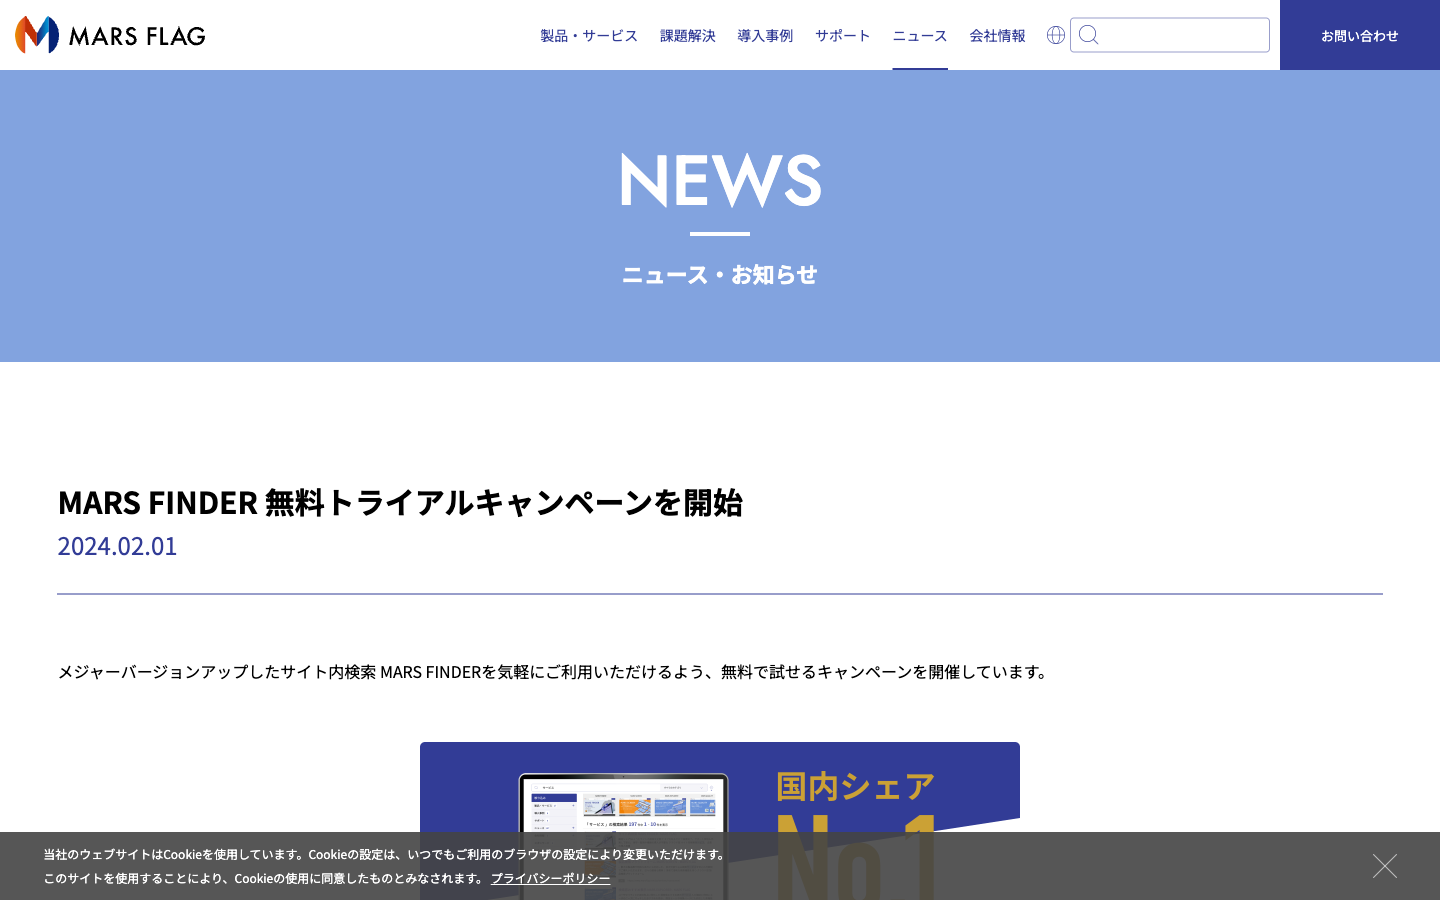 MARS FLAG
製品・サービス 課題解決 導入事例 サポート ニュース 会社情報
お問い合わせ
NEWS
ニュース・お知らせ
MARS FINDER 無料トライアルキャンペーンを開始
2024.02.01
メジャーバージョンアップしたサイト内検索 MARS FINDERを気軽にご利用いただけるよう、無料で試せるキャンペーンを開催しています。
国内シェア
No.1
当社のウェブサイトはCookieを使用しています。Cookieの設定は、いつでもご利用のブラウザの設定により変更いただけます。
このサイトを使用することにより、Cookieの使用に同意したものとみなされます。 プライバシーポリシー